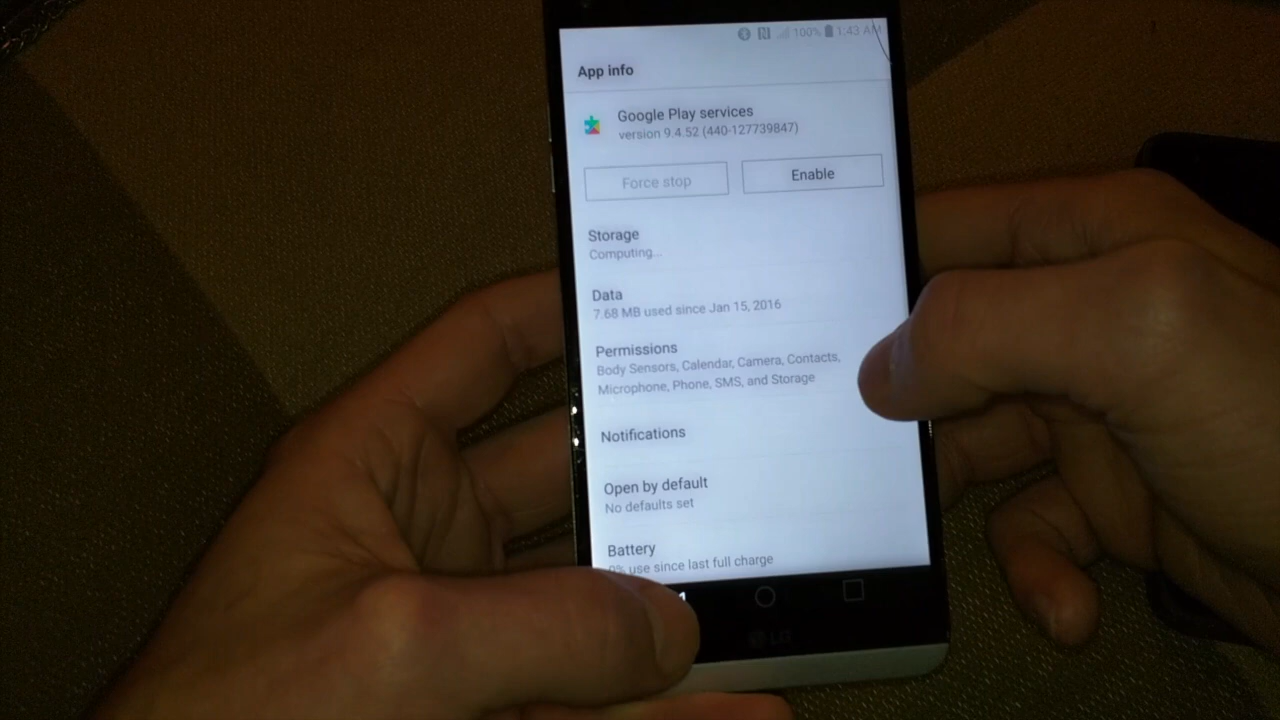 100% 1:43 AM
App info
Google Play services
version 9.4.52 (440-127739847)
Force stop
Enable
Storage
Computing...
Data
7.68 MB used since Jan 15, 2016
Permissions
Body Sensors, Calendar, Camera, Contacts,
Microphone, Phone, SMS, and Storage
Notifications
Open by default
No defaults set
Battery
0% use since last full charge
LG